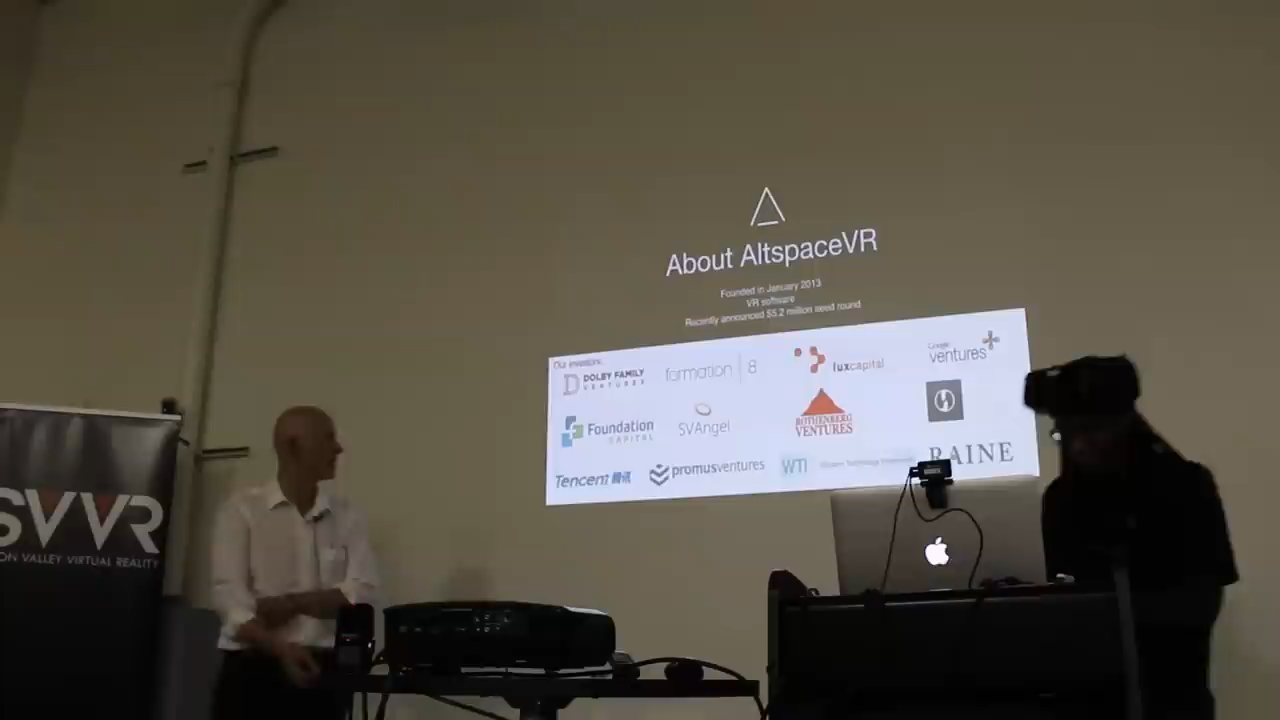 About AltspaceVR
Founded in January 2013
VR software
Recently announced $5.2 million seed round
Our investors:
DOLBY FAMILY
VENTURES
formation | 8
luxcapital
Google
ventures
Foundation
CAPITAL
SVAngel
ROTHENBERG
VENTURES
Tencent 腾讯
promusventures
WTI
RAINE
SVVR
ON VALLEY VIRTUAL REALITY